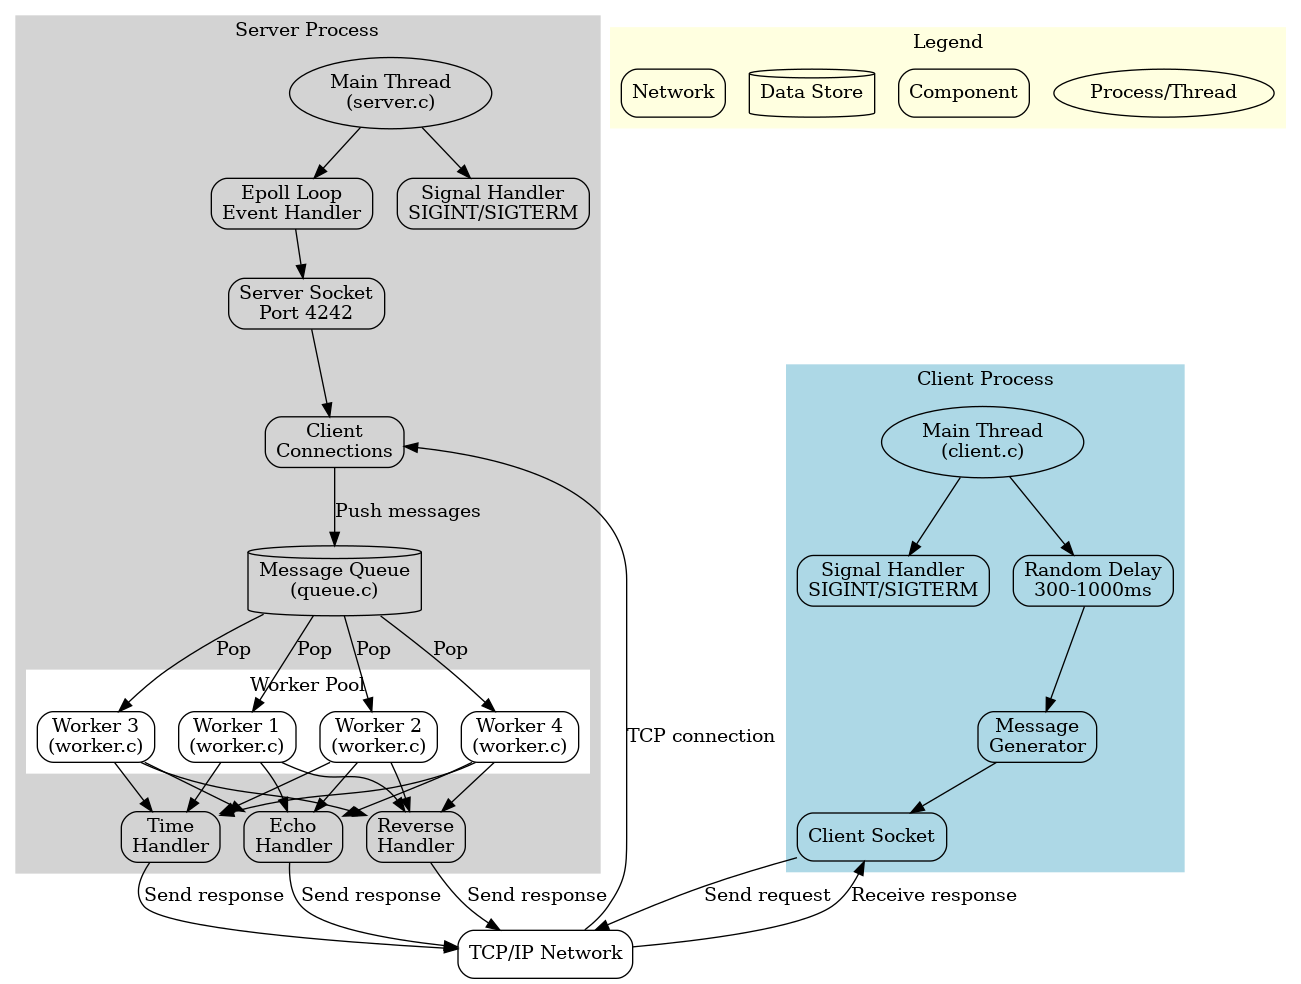 Server Process
Main Thread
(server.c)
Epoll Loop
Event Handler
Signal Handler
SIGINT/SIGTERM
Server Socket
Port 4242
Client
Connections
Push messages
Message Queue
(queue.c)
Pop
Pop
Pop
Pop
Worker Pool
Worker 3
(worker.c)
Worker 1
(worker.c)
Worker 2
(worker.c)
Worker 4
(worker.c)
Time
Handler
Echo
Handler
Reverse
Handler
Send response
Send response
Send response
TCP/IP Network
TCP connection
Legend
Network
Data Store
Component
Process/Thread
Client Process
Main Thread
(client.c)
Signal Handler
SIGINT/SIGTERM
Random Delay
300-1000ms
Message
Generator
Client Socket
Send request
Receive response